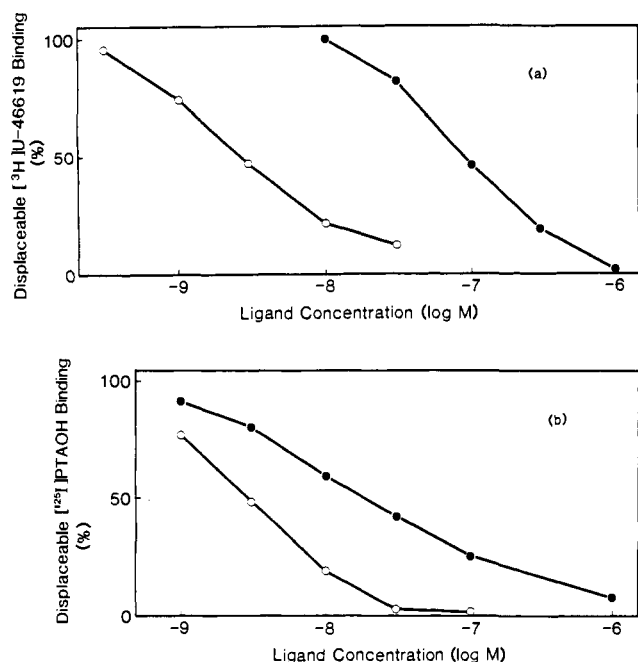 Displaceable [³H]U-46619 Binding
(%)
100
50
0
(a)
-9
-8
-7
-6
Ligand Concentration (log M)
Displaceable [¹²⁵I]PTAOH Binding
(%)
100
50
0
(b)
-9
-8
-7
-6
Ligand Concentration (log M)